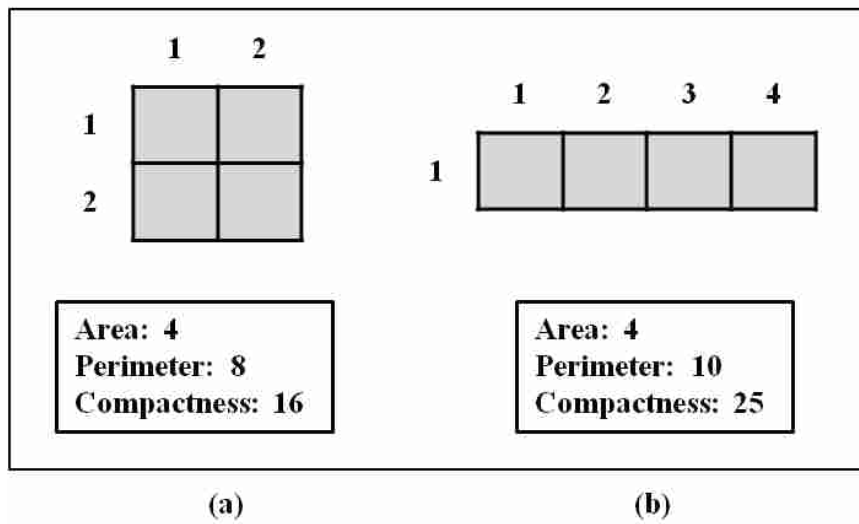 1 2
1
2
1 2 3 4
1
Area: 4
Perimeter: 8
Compactness: 16
Area: 4
Perimeter: 10
Compactness: 25
(a)
(b)